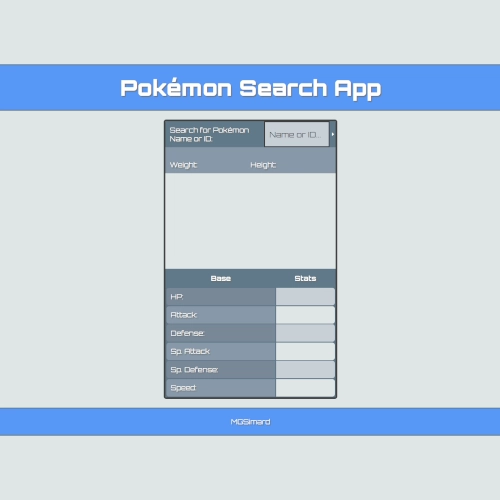 Pokémon Search App
Search for Pokémon
Name or ID:
Name or ID...
Weight:
Height:
Base
Stats
HP:
Attack:
Defense:
Sp. Attack:
Sp. Defense:
Speed:
MGSimard